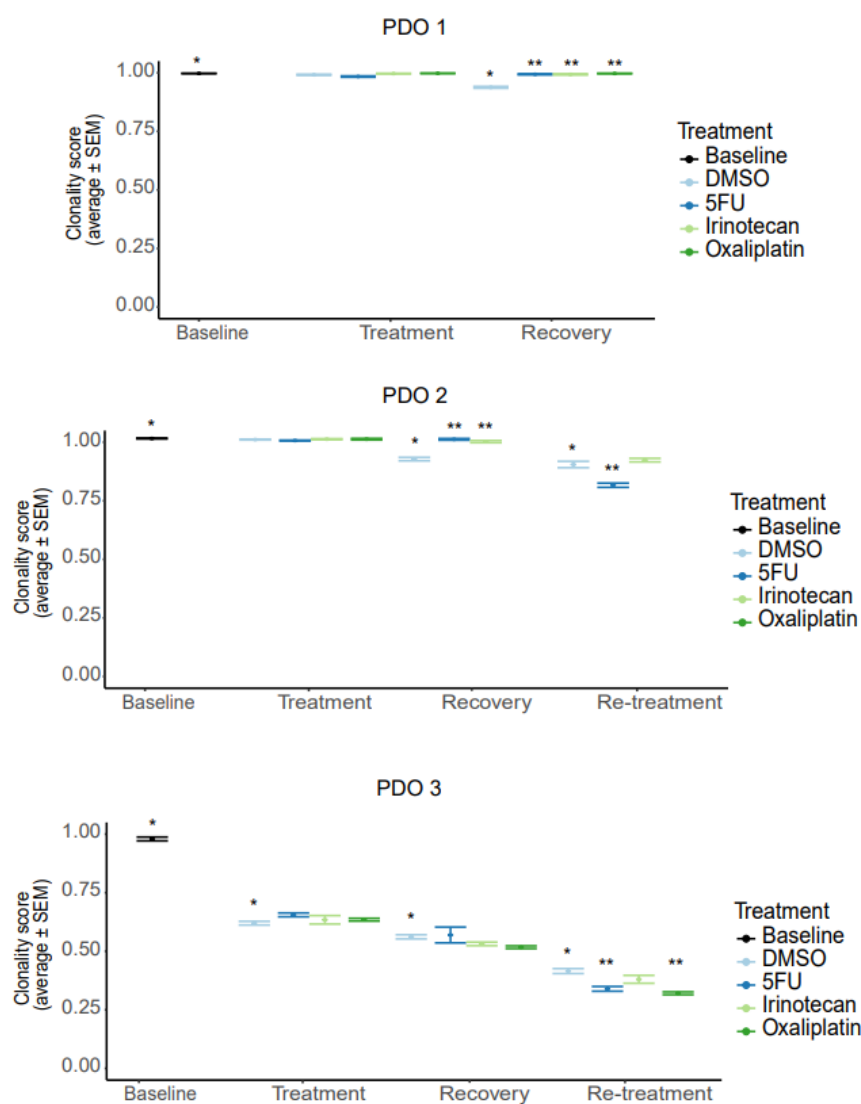 PDO 1
Clonality score
(average ± SEM)
1.00
0.75
0.50
0.25
0.00
*
*
**
**
**
Baseline
Treatment
Recovery
Treatment
Baseline
DMSO
5FU
Irinotecan
Oxaliplatin
PDO 2
Clonality score
(average ± SEM)
1.00
0.75
0.50
0.25
0.00
*
*
**
**
*
**
Baseline
Treatment
Recovery
Re-treatment
Treatment
Baseline
DMSO
5FU
Irinotecan
Oxaliplatin
PDO 3
Clonality score
(average ± SEM)
1.00
0.75
0.50
0.25
0.00
*
*
*
*
**
**
Baseline
Treatment
Recovery
Re-treatment
Treatment
Baseline
DMSO
5FU
Irinotecan
Oxaliplatin